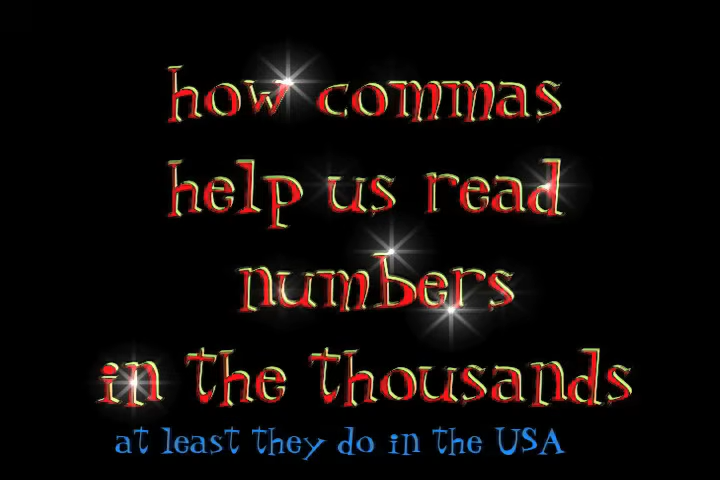 how commas
help us read
numbers
in the thousands
at least they do in the USA